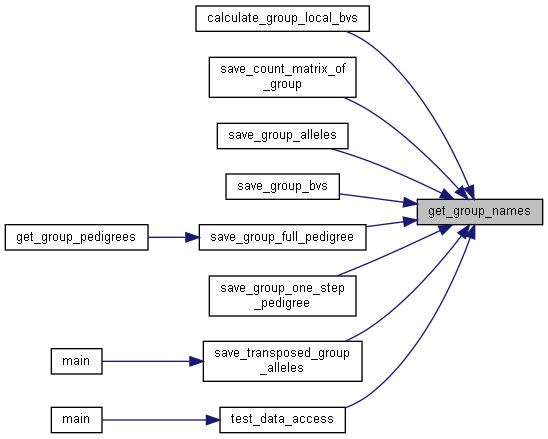 calculate_group_local_bvs
save_count_matrix_of
_group
save_group_alleles
save_group_bvs
get_group_names
get_group_pedigrees
save_group_full_pedigree
save_group_one_step
_pedigree
main
save_transposed_group
_alleles
main
test_data_access